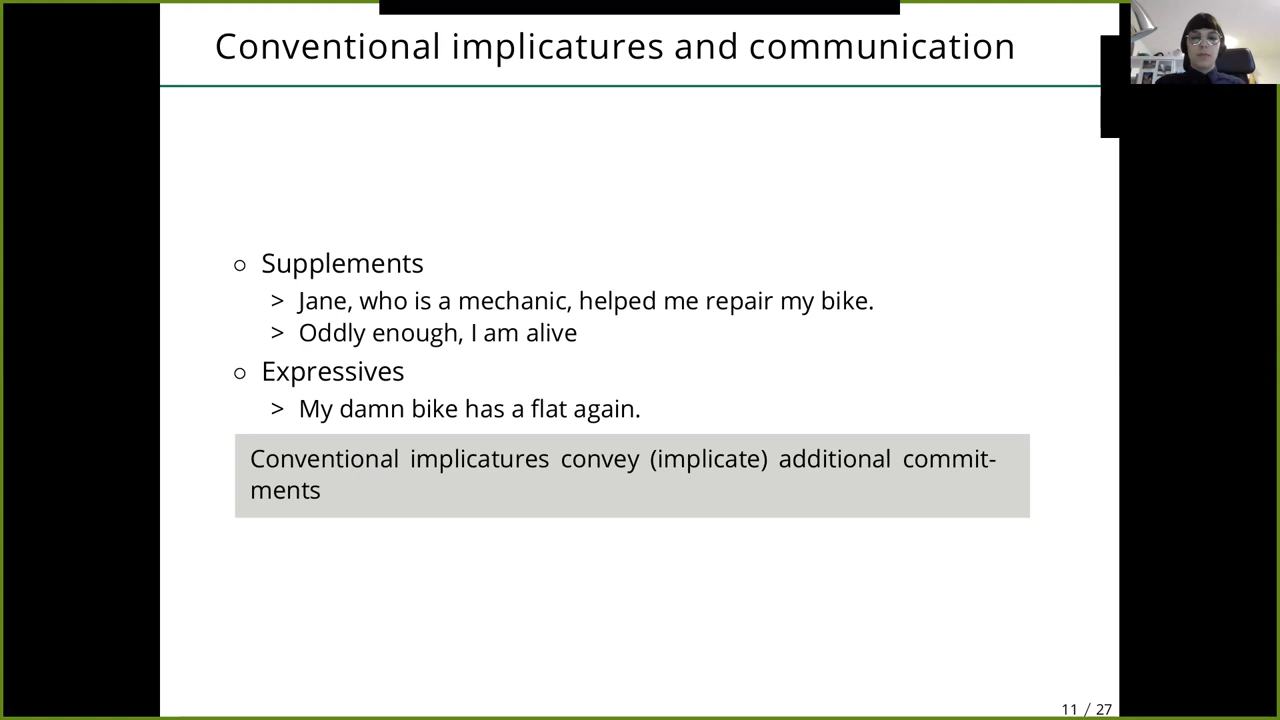 Conventional implicatures and communication
○ Supplements
> Jane, who is a mechanic, helped me repair my bike.
> Oddly enough, I am alive
○ Expressives
> My damn bike has a flat again.
Conventional implicatures convey (implicate) additional commit-
ments
11 / 27